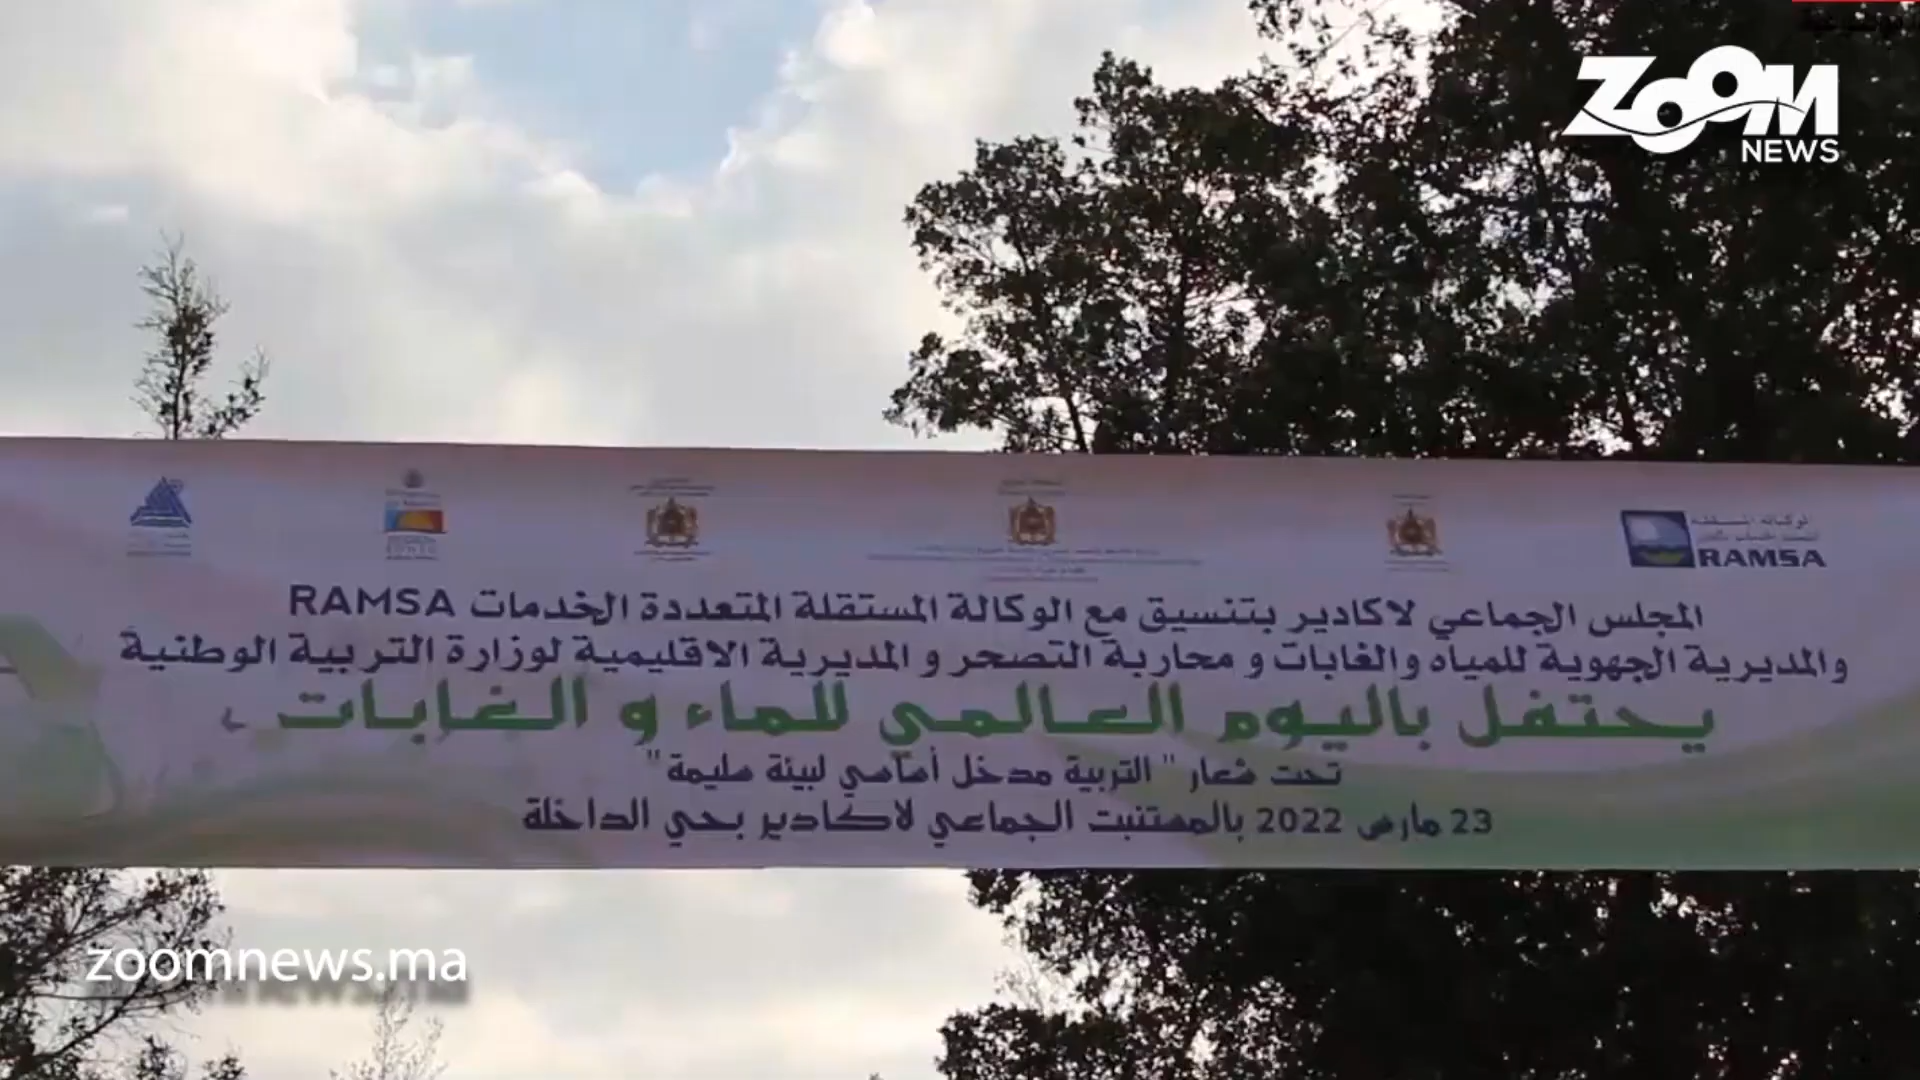 ZOOM
NEWS
RAMSA
المجلس الجماعي لاكادير بتنسيق مع الوكالة المستقلة المتعددة الخدمات RAMSA
والمديرية الجهوية للمياه والغابات و محاربة التصحر و المديرية الاقليمية لوزارة التربية الوطنية
يحتفل باليوم العالمي للماء و الغابات
تحت شعار " التربية مدخل أساسي لبيئة سليمة"
23 مارس 2022 بالمستنبت الجماعي لاكادير بحي الداخلة
zoomnews.ma